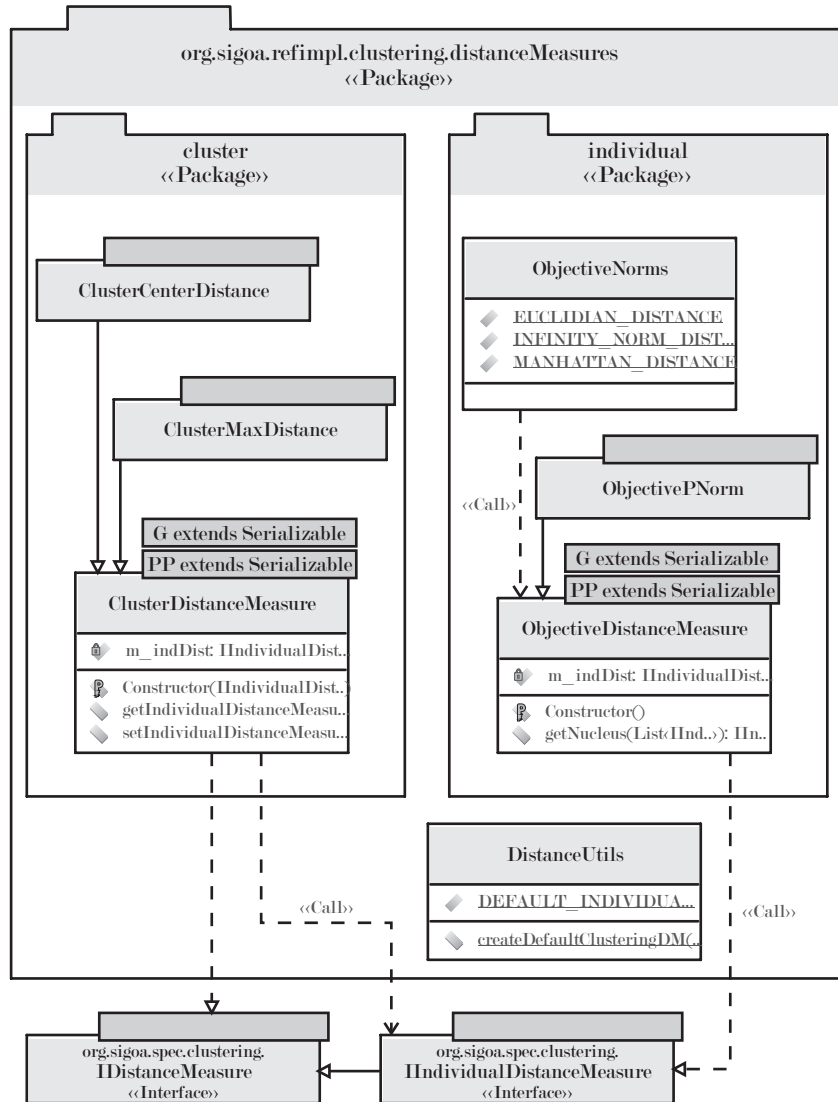 org.sigoa.refimpl.clustering.distanceMeasures
‹‹Package››
cluster
‹‹Package››
ClusterCenterDistance
ClusterMaxDistance
G extends Serializable
PP extends Serializable
ClusterDistanceMeasure
m_indDist: IIndividualDist..
Constructor(IIndividualDist..)
getIndividualDistanceMeasu...
setIndividualDistanceMeasu...
individual
‹‹Package››
ObjectiveNorms
EUCLIDIAN_DISTANCE
INFINITY_NORM_DIST...
MANHATTAN_DISTANCE
‹‹Call››
ObjectivePNorm
G extends Serializable
PP extends Serializable
ObjectiveDistanceMeasure
m_indDist: IIndividualDist...
Constructor()
getNucleus(List‹IInd..›): IIn..
DistanceUtils
DEFAULT_INDIVIDUA...
createDefaultClusteringDM(..
‹‹Call››
‹‹Call››
org.sigoa.spec.clustering.
IDistanceMeasure
‹‹Interface››
org.sigoa.spec.clustering.
IIndividualDistanceMeasure
‹‹Interface››